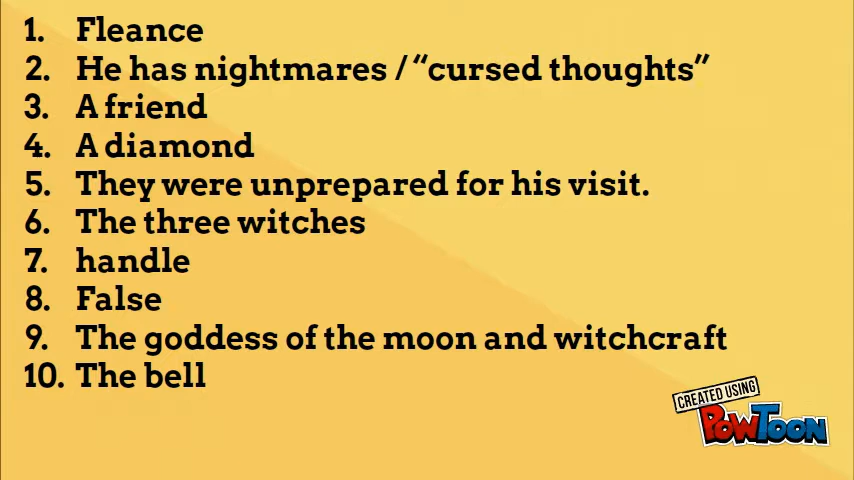 1. Fleance
2. He has nightmares / “cursed thoughts”
3. A friend
4. A diamond
5. They were unprepared for his visit.
6. The three witches
7. handle
8. False
9. The goddess of the moon and witchcraft
10. The bell
CREATED USING
POWTOON